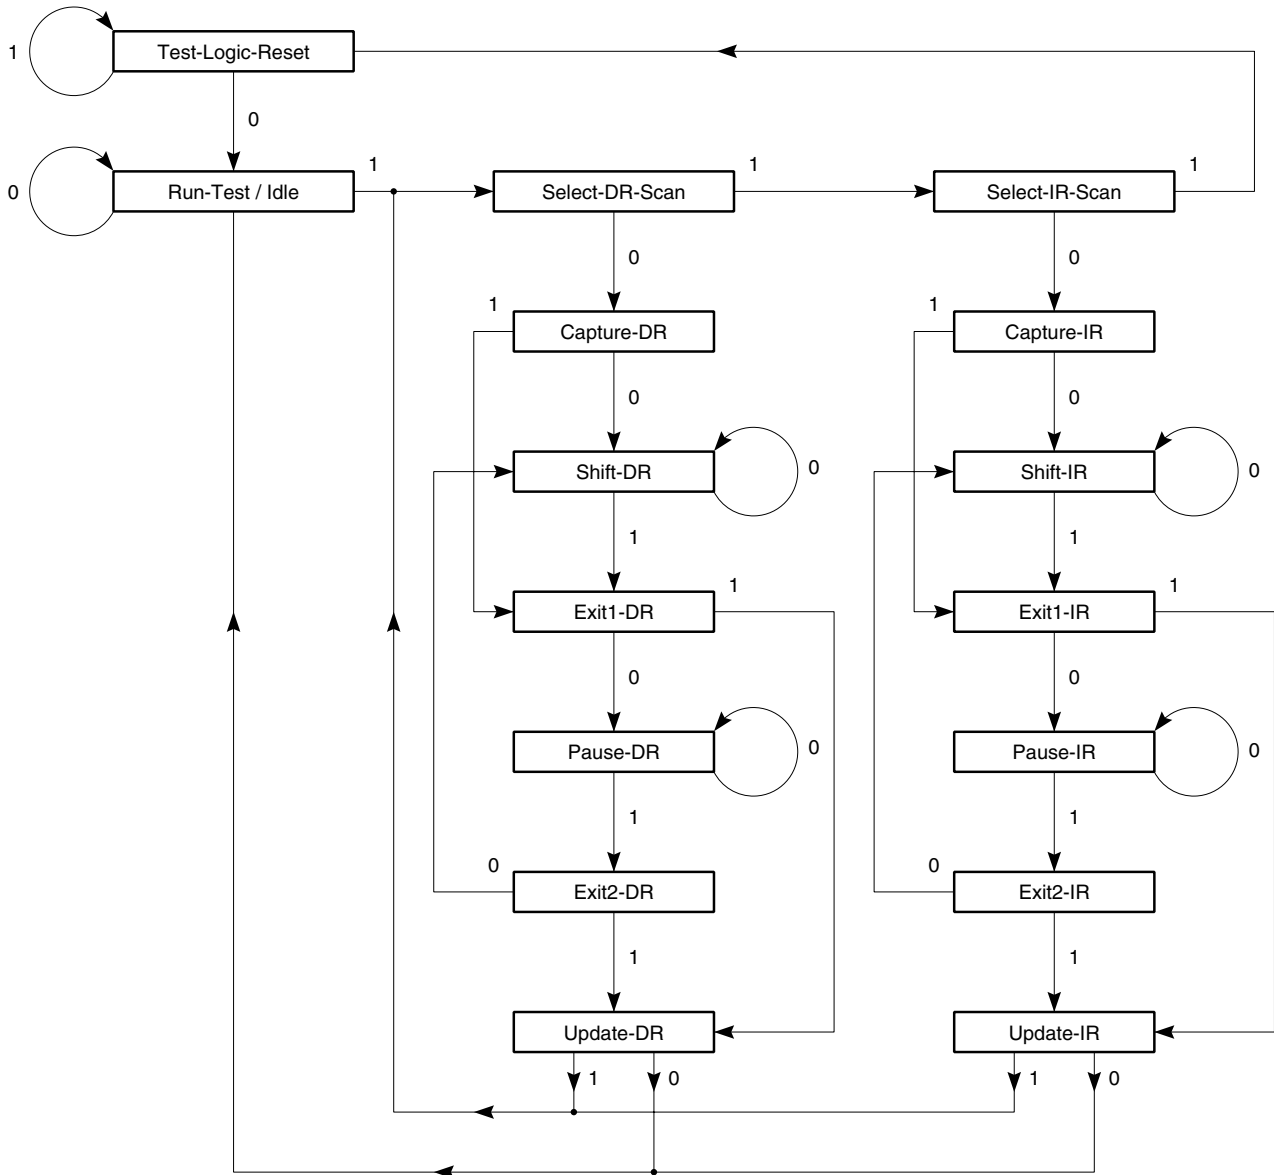 Test-Logic-Reset
1
0
Run-Test / Idle
0
1
Select-DR-Scan
1
Select-IR-Scan
1
0
0
1
Capture-DR
1
Capture-IR
0
0
Shift-DR
0
Shift-IR
0
1
1
Exit1-DR
1
Exit1-IR
1
0
0
Pause-DR
0
Pause-IR
0
1
1
0
Exit2-DR
0
Exit2-IR
1
1
Update-DR
Update-IR
1
0
1
0